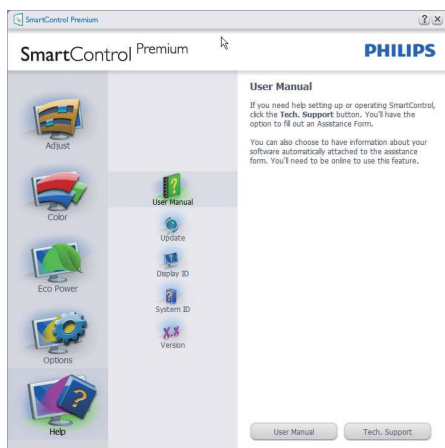 SmartControl Premium
SmartControl Premium
PHILIPS
Adjust
Color
Eco Power
Options
Help
User Manual
Update
Display ID
System ID
X.X
Version
User Manual
If you need help setting up or operating SmartControl,
click the Tech. Support button. You'll have the
option to fill out an Assistance Form.
You can also choose to have information about your
software automatically attached to the assistance
form. You'll need to be online to use this feature.
User Manual
Tech. Support